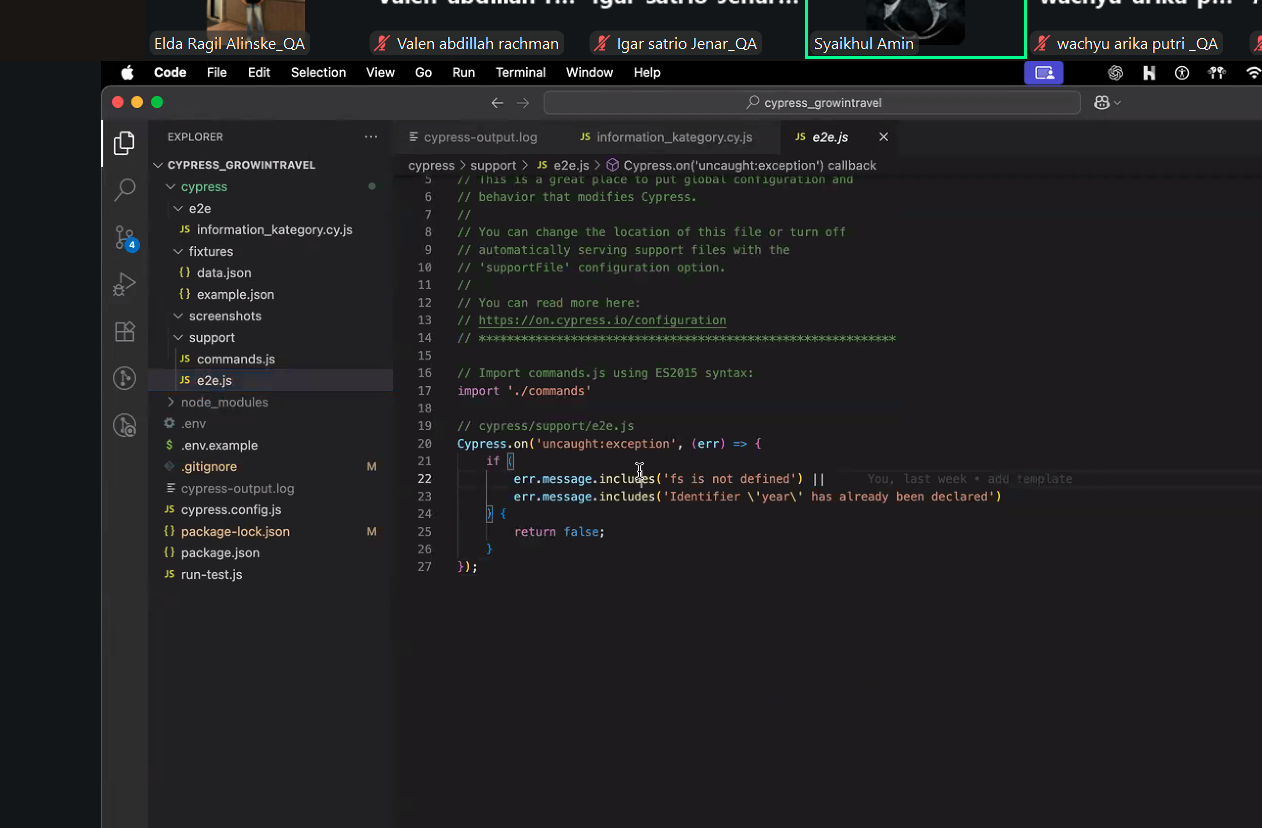 Valen abdillah r... Igar satrio Jenar... wachyu arika p...
Elda Ragil Alinske_QA
Valen abdillah rachman
Igar satrio Jenar_QA
Syaikhul Amin
wachyu arika putri _QA
Code File Edit Selection View Go Run Terminal Window Help
cypress_growintravel
EXPLORER
CYPRESS_GROWINTRAVEL
cypress
e2e
JS information_kategory.cy.js
fixtures
{} data.json
{} example.json
screenshots
support
JS commands.js
JS e2e.js
node_modules
.env
$ .env.example
.gitignore M
cypress-output.log
JS cypress.config.js
{} package-lock.json M
{} package.json
JS run-test.js
4
cypress-output.log
JS information_kategory.cy.js
JS e2e.js
cypress > support > JS e2e.js > Cypress.on('uncaught:exception') callback
5 // This is a great place to put global configuration and
6 // behavior that modifies Cypress.
7 //
8 // You can change the location of this file or turn off
9 // automatically serving support files with the
10 // 'supportFile' configuration option.
11 //
12 // You can read more here:
13 // https://on.cypress.io/configuration
14 // ***********************************************************
15
16 // Import commands.js using ES2015 syntax:
17 import './commands'
18
19 // cypress/support/e2e.js
20 Cypress.on('uncaught:exception', (err) => {
21 if (
22 err.message.includes('fs is not defined') || You, last week • add template
23 err.message.includes('Identifier \'year\' has already been declared')
24 ) {
25 return false;
26 }
27 });